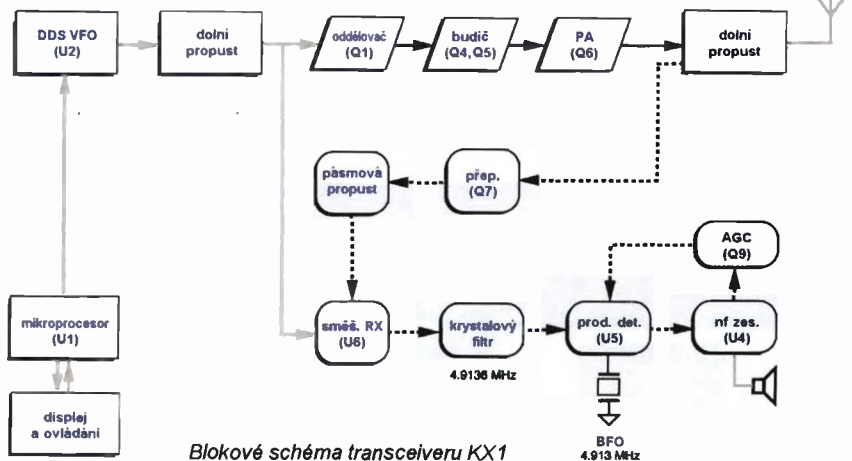 DDS VFO
(U2)
dolní
propust
oddělovač
(Q1)
budič
(Q4,Q5)
PA
(Q6)
dolní
propust
pásmová
propust
přep.
(Q7)
AGC
(Q9)
mikroprocesor
(U1)
směš. RX
(U6)
krystalový
filtr
prod. det.
(U5)
nf zes.
(U4)
4.9136 MHz
displej
a ovládání
BFO
4.913 MHz
Blokové schéma transceiveru KX1